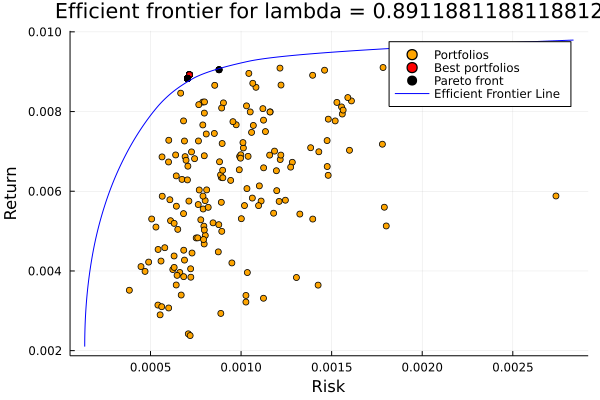 Efficient frontier for lambda = 0.8911881188118812
0.010
0.008
0.006
0.004
0.002
Return
Portfolios
Best portfolios
Pareto front
Efficient Frontier Line
0.0005
0.0010
0.0015
0.0020
0.0025
Risk